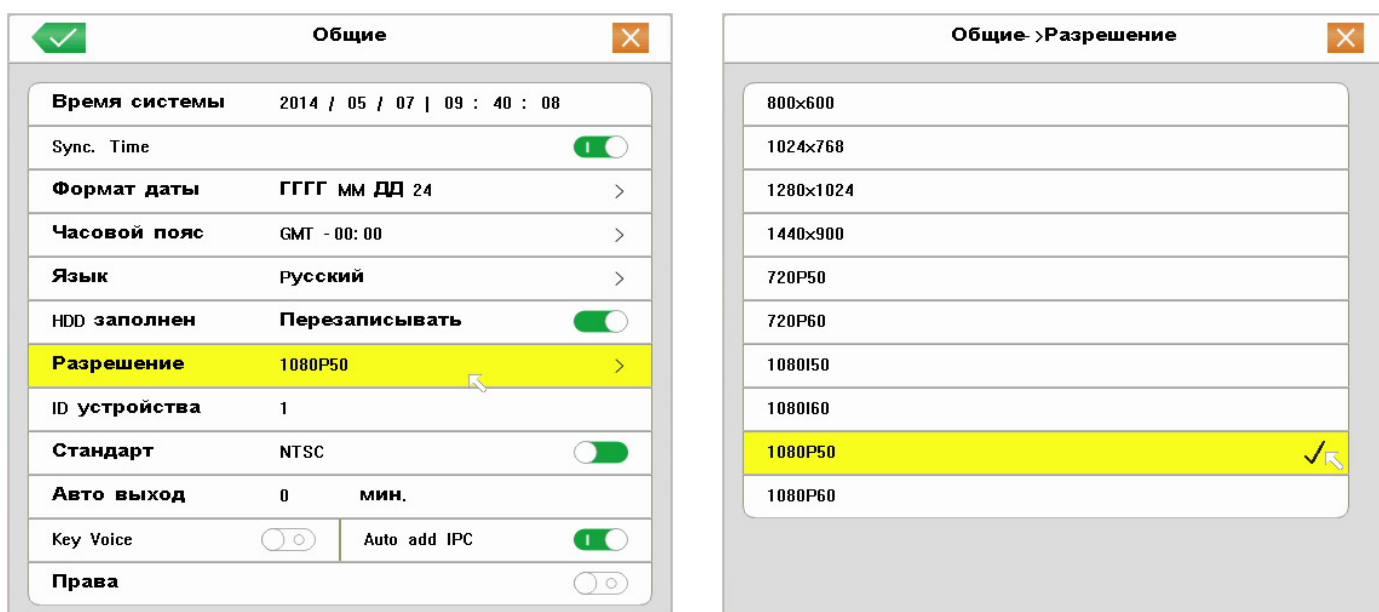 Общие
Время системы 2014 / 05 / 07 | 09 : 40 : 08
Sync. Time
Формат даты ГГГГ ММ ДД 24
Часовой пояс GMT -00:00
Язык Русский
HDD заполнен Перезаписывать
Разрешение 1080P50
ID устройства 1
Стандарт NTSC
Авто выход 0 мин.
Key Voice Auto add IPC
Права
Общие->Разрешение
800x600
1024x768
1280x1024
1440x900
720P50
720P60
1080I50
1080I60
1080P50
1080P60